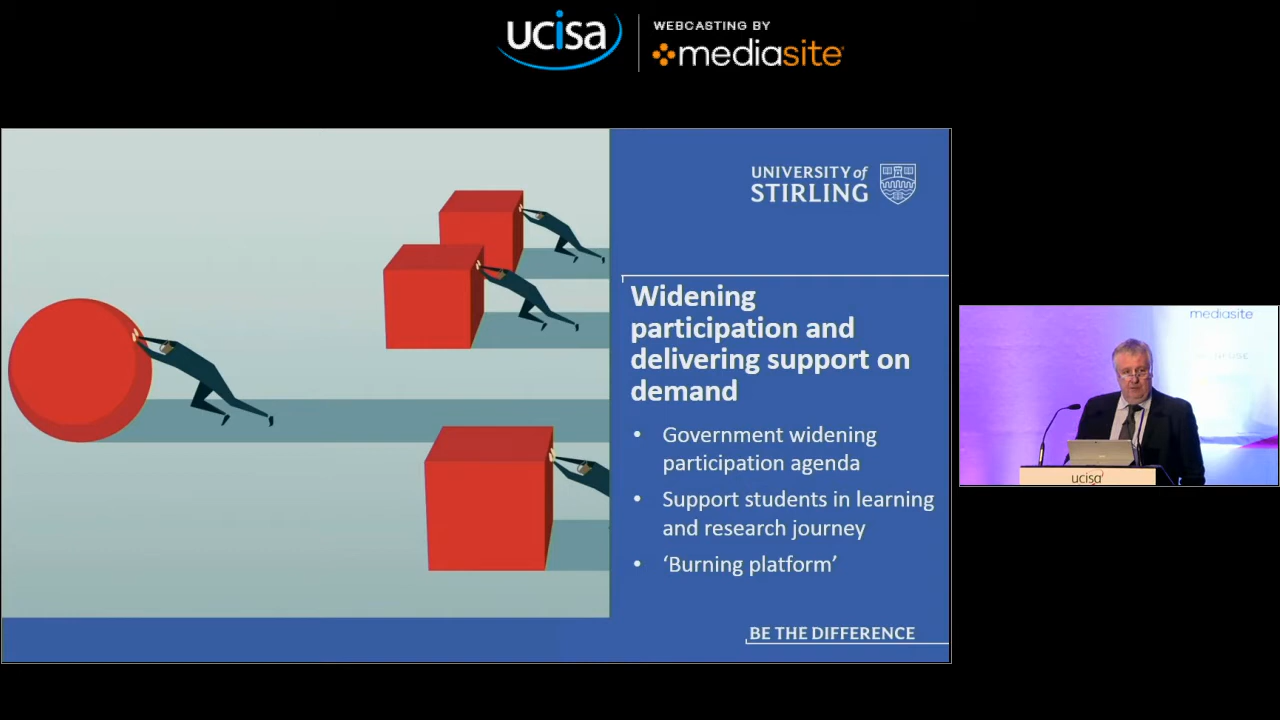 ucisa
WEBCASTING BY
mediasite
UNIVERSITY of
STIRLING
Widening
participation and
delivering support on
demand
• Government widening
participation agenda
• Support students in learning
and research journey
• ‘Burning platform’
BE THE DIFFERENCE
mediasite
ucisa